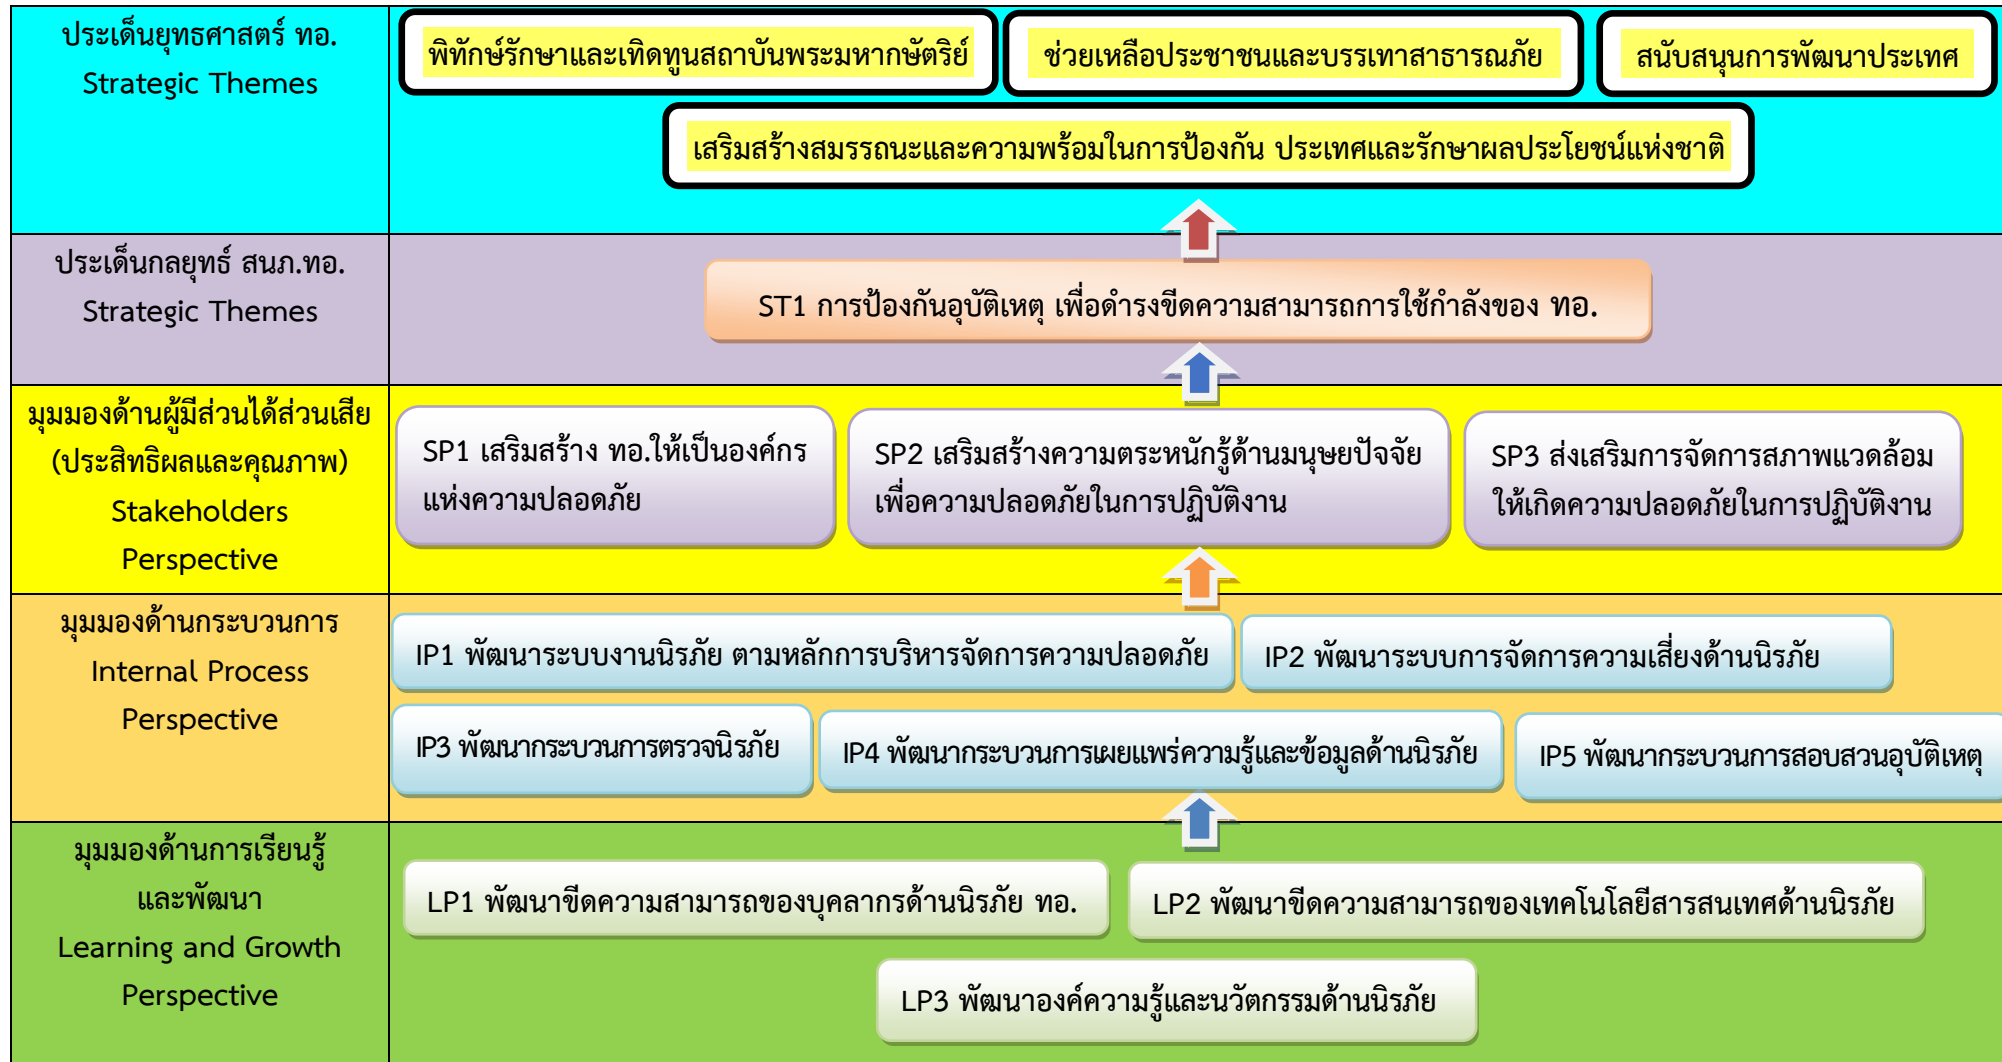 ประเด็นยุทธศาสตร์ ทอ.
Strategic Themes
พิทักษ์รักษาและเทิดทูนสถาบันพระมหากษัตริย์
ช่วยเหลือประชาชนและบรรเทาสาธารณภัย
สนับสนุนการพัฒนาประเทศ
เสริมสร้างสมรรถนะและความพร้อมในการป้องกัน ประเทศและรักษาผลประโยชน์แห่งชาติ
ประเด็นกลยุทธ์ สนภ.ทอ.
Strategic Themes
ST1 การป้องกันอุบัติเหตุ เพื่อดำรงขีดความสามารถการใช้กำลังของ ทอ.
มุมมองด้านผู้มีส่วนได้ส่วนเสีย
(ประสิทธิผลและคุณภาพ)
Stakeholders
Perspective
SP1 เสริมสร้าง ทอ.ให้เป็นองค์กร
แห่งความปลอดภัย
SP2 เสริมสร้างความตระหนักรู้ด้านมนุษยปัจจัย
เพื่อความปลอดภัยในการปฏิบัติงาน
SP3 ส่งเสริมการจัดการสภาพแวดล้อม
ให้เกิดความปลอดภัยในการปฏิบัติงาน
มุมมองด้านกระบวนการ
Internal Process
Perspective
IP1 พัฒนาระบบงานนิรภัย ตามหลักการบริหารจัดการความปลอดภัย
IP2 พัฒนาระบบการจัดการความเสี่ยงด้านนิรภัย
IP3 พัฒนากระบวนการตรวจนิรภัย
IP4 พัฒนากระบวนการเผยแพร่ความรู้และข้อมูลด้านนิรภัย
IP5 พัฒนากระบวนการสอบสวนอุบัติเหตุ
มุมมองด้านการเรียนรู้
และพัฒนา
Learning and Growth
Perspective
LP1 พัฒนาขีดความสามารถของบุคลากรด้านนิรภัย ทอ.
LP2 พัฒนาขีดความสามารถของเทคโนโลยีสารสนเทศด้านนิรภัย
LP3 พัฒนาองค์ความรู้และนวัตกรรมด้านนิรภัย